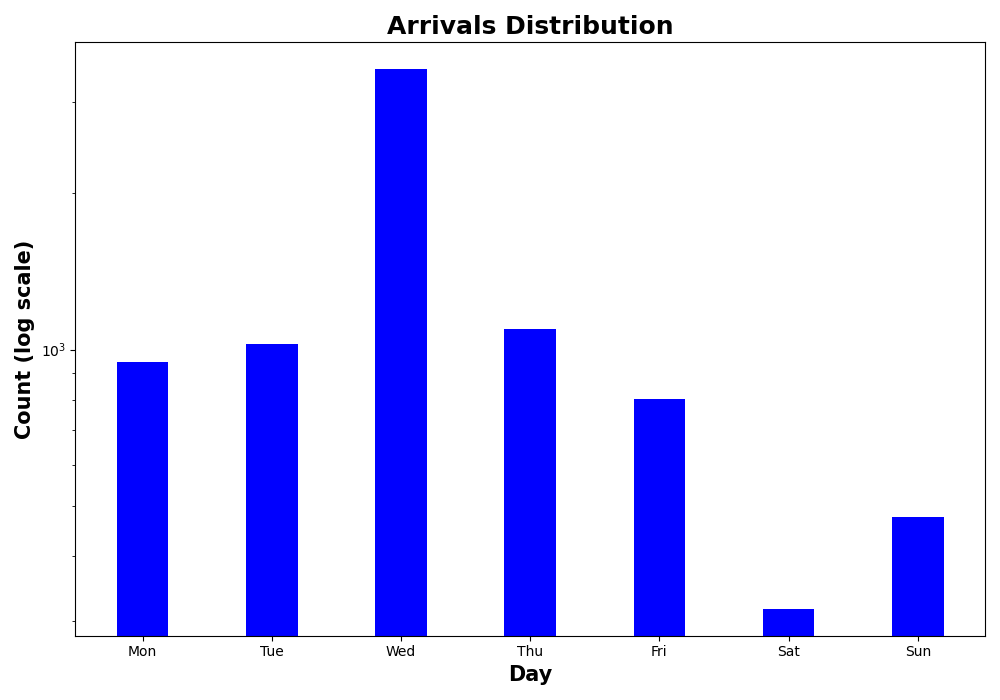 Arrivals Distribution
Count (log scale)
10³
Mon Tue Wed Thu Fri Sat Sun
Day